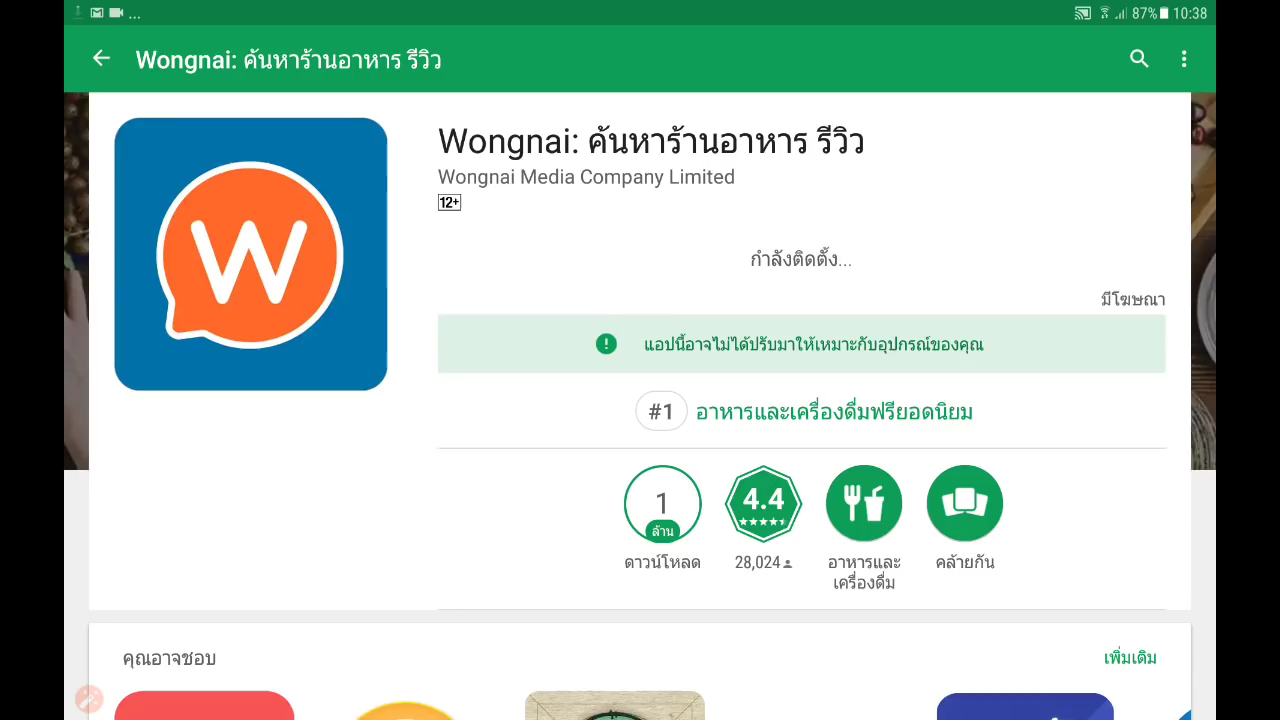 ... 87% 10:38
Wongnai: ค้นหาร้านอาหาร รีวิว
W
Wongnai: ค้นหาร้านอาหาร รีวิว
Wongnai Media Company Limited
12+
กำลังติดตั้ง...
มีโฆษณา
! แอปนี้อาจไม่ได้ปรับมาให้เหมาะกับอุปกรณ์ของคุณ
#1 อาหารและเครื่องดื่มฟรียอดนิยม
1 4.4
ล้าน
ดาวน์โหลด 28,024 อาหารและ คล้ายกัน
เครื่องดื่ม
คุณอาจชอบ เพิ่มเติม